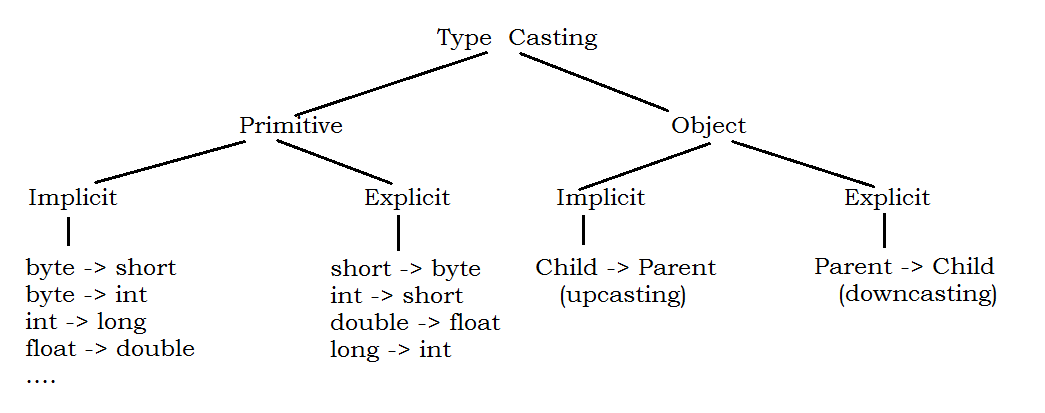 Type Casting
Primitive
Object
Implicit
Explicit
Implicit
Explicit
byte -> short
byte -> int
int -> long
float -> double
....
short -> byte
int -> short
double -> float
long -> int
Child -> Parent
(upcasting)
Parent -> Child
(downcasting)